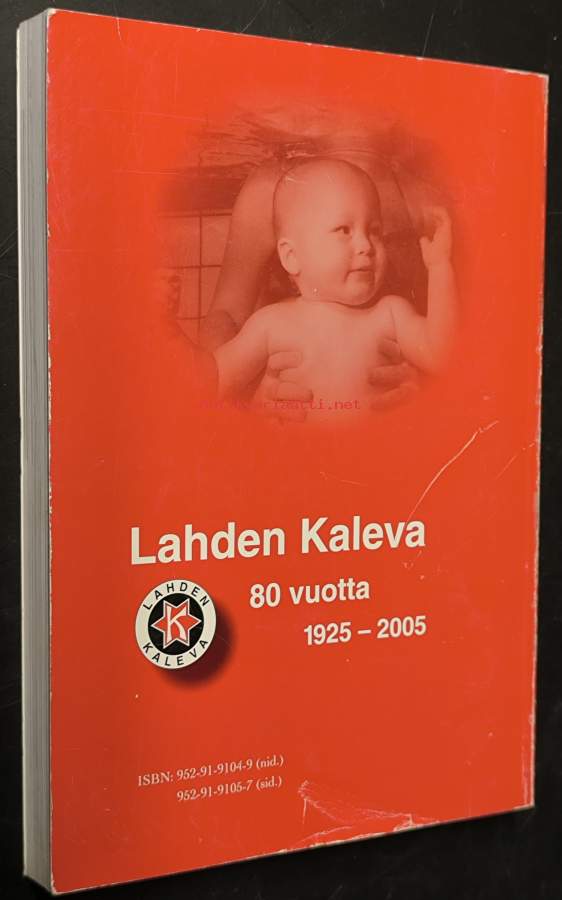 Lahden Kaleva
80 vuotta
1925 – 2005
LAHDEN
K
KALEVA
ISBN: 952-91-9104-9 (nid.)
952-91-9105-7 (sid.)